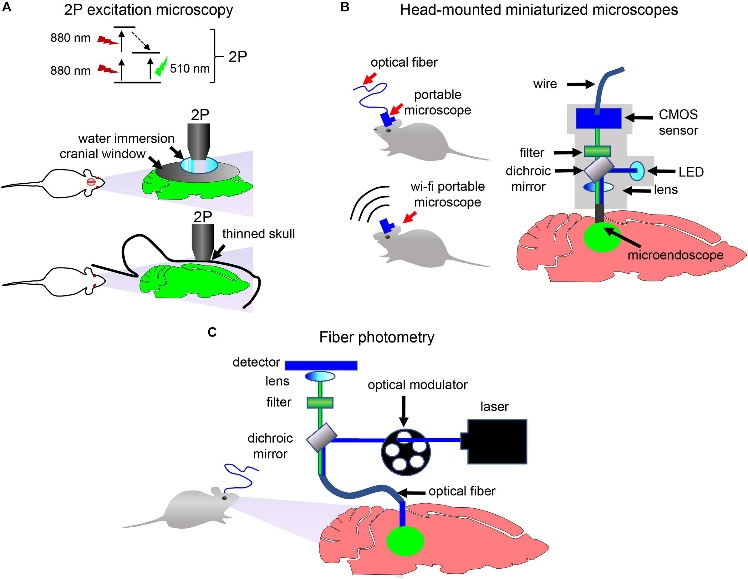 A
2P excitation microscopy
880 nm
880 nm
510 nm
2P
2P
water immersion
cranial window
2P
thinned skull
B
Head-mounted miniaturized microscopes
optical fiber
portable
microscope
wi-fi portable
microscope
wire
CMOS
sensor
filter
dichroic
mirror
LED
lens
microendoscope
C
Fiber photometry
detector
lens
filter
dichroic
mirror
optical modulator
laser
optical fiber